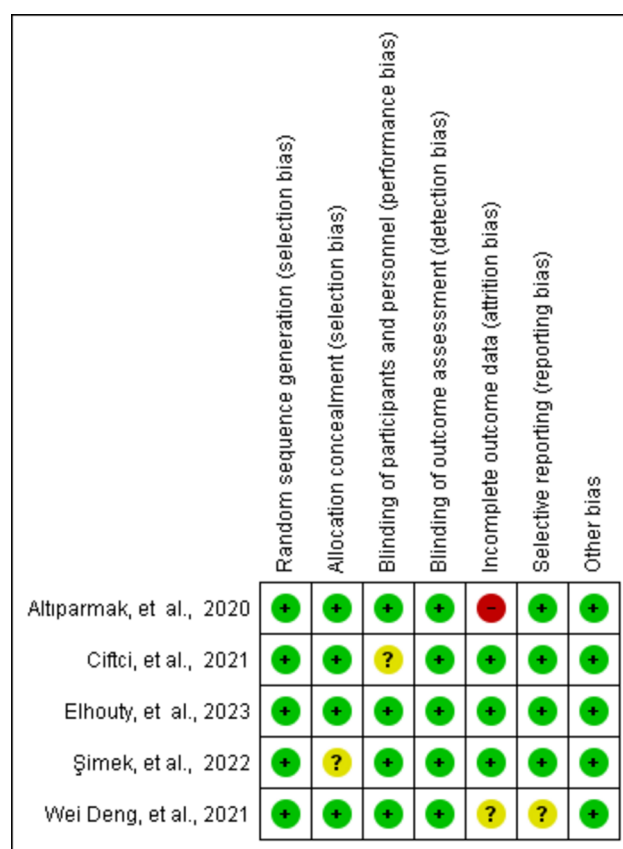 Random sequence generation (selection bias)
Allocation concealment (selection bias)
Blinding of participants and personnel (performance bias)
Blinding of outcome assessment (detection bias)
Incomplete outcome data (attrition bias)
Selective reporting (reporting bias)
Other bias
Altıparmak, et al., 2020 + + + + - + +
Ciftci, et al., 2021 + + ? + + + +
Elhouty, et al., 2023 + + + + + + +
Şimek, et al., 2022 + ? + + + + +
Wei Deng, et al., 2021 + + + + ? ? +